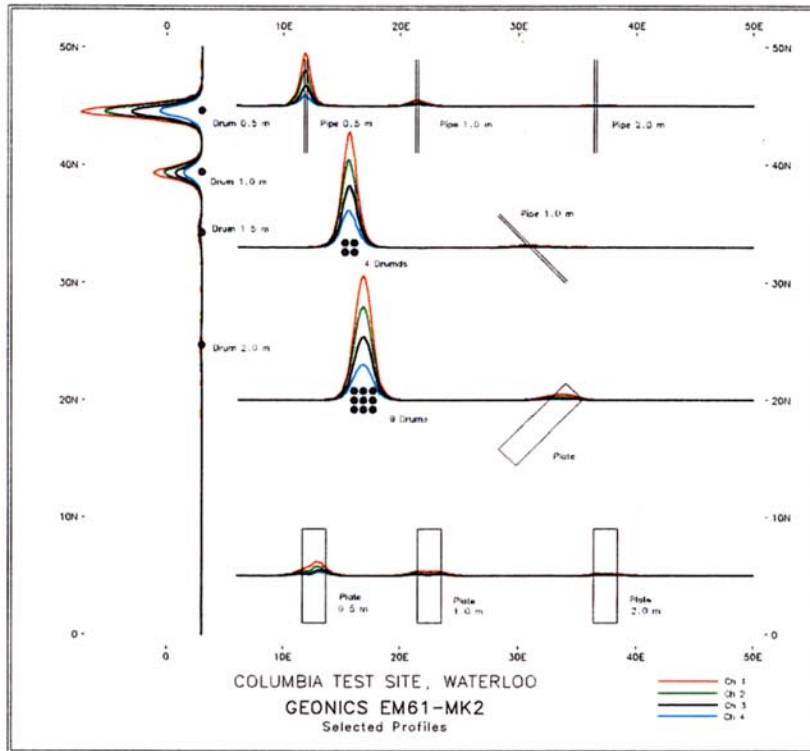 0 10E 20E 30E 40E 50E
50N 50N
Drum 0.5 m Pipe 0.5 m Pipe 1.0 m Pipe 2.0 m
40N 40N
Drum 1.0 m
Pipe 1.0 m
Drum 1.5 m
4 Drums
30N 30N
Drum 2.0 m
20N 20N
9 Drums
Plate
10N 10N
Plate Plate Plate
0.5 m 1.0 m 2.0 m
0 0
0 10E 20E 30E 40E 50E
COLUMBIA TEST SITE, WATERLOO
GEONICS EM61-MK2
Selected Profiles
Ch 1
Ch 2
Ch 3
Ch 4